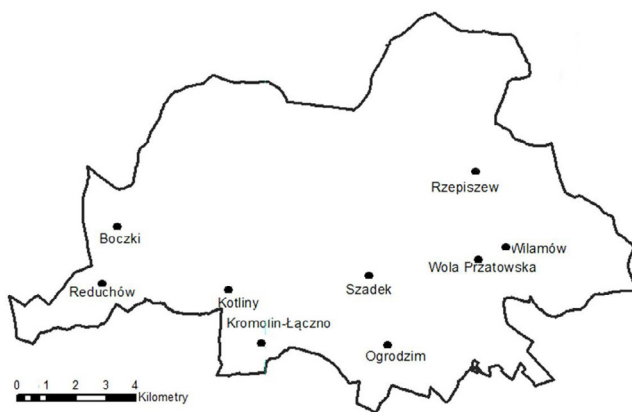 Rzepiszew
Boczki
Wilamów
Wola Przatowska
Reduchów
Kotliny
Szadek
Kromolin-Łączno
Ogrodzim
0 1 2 3 4
Kilometry